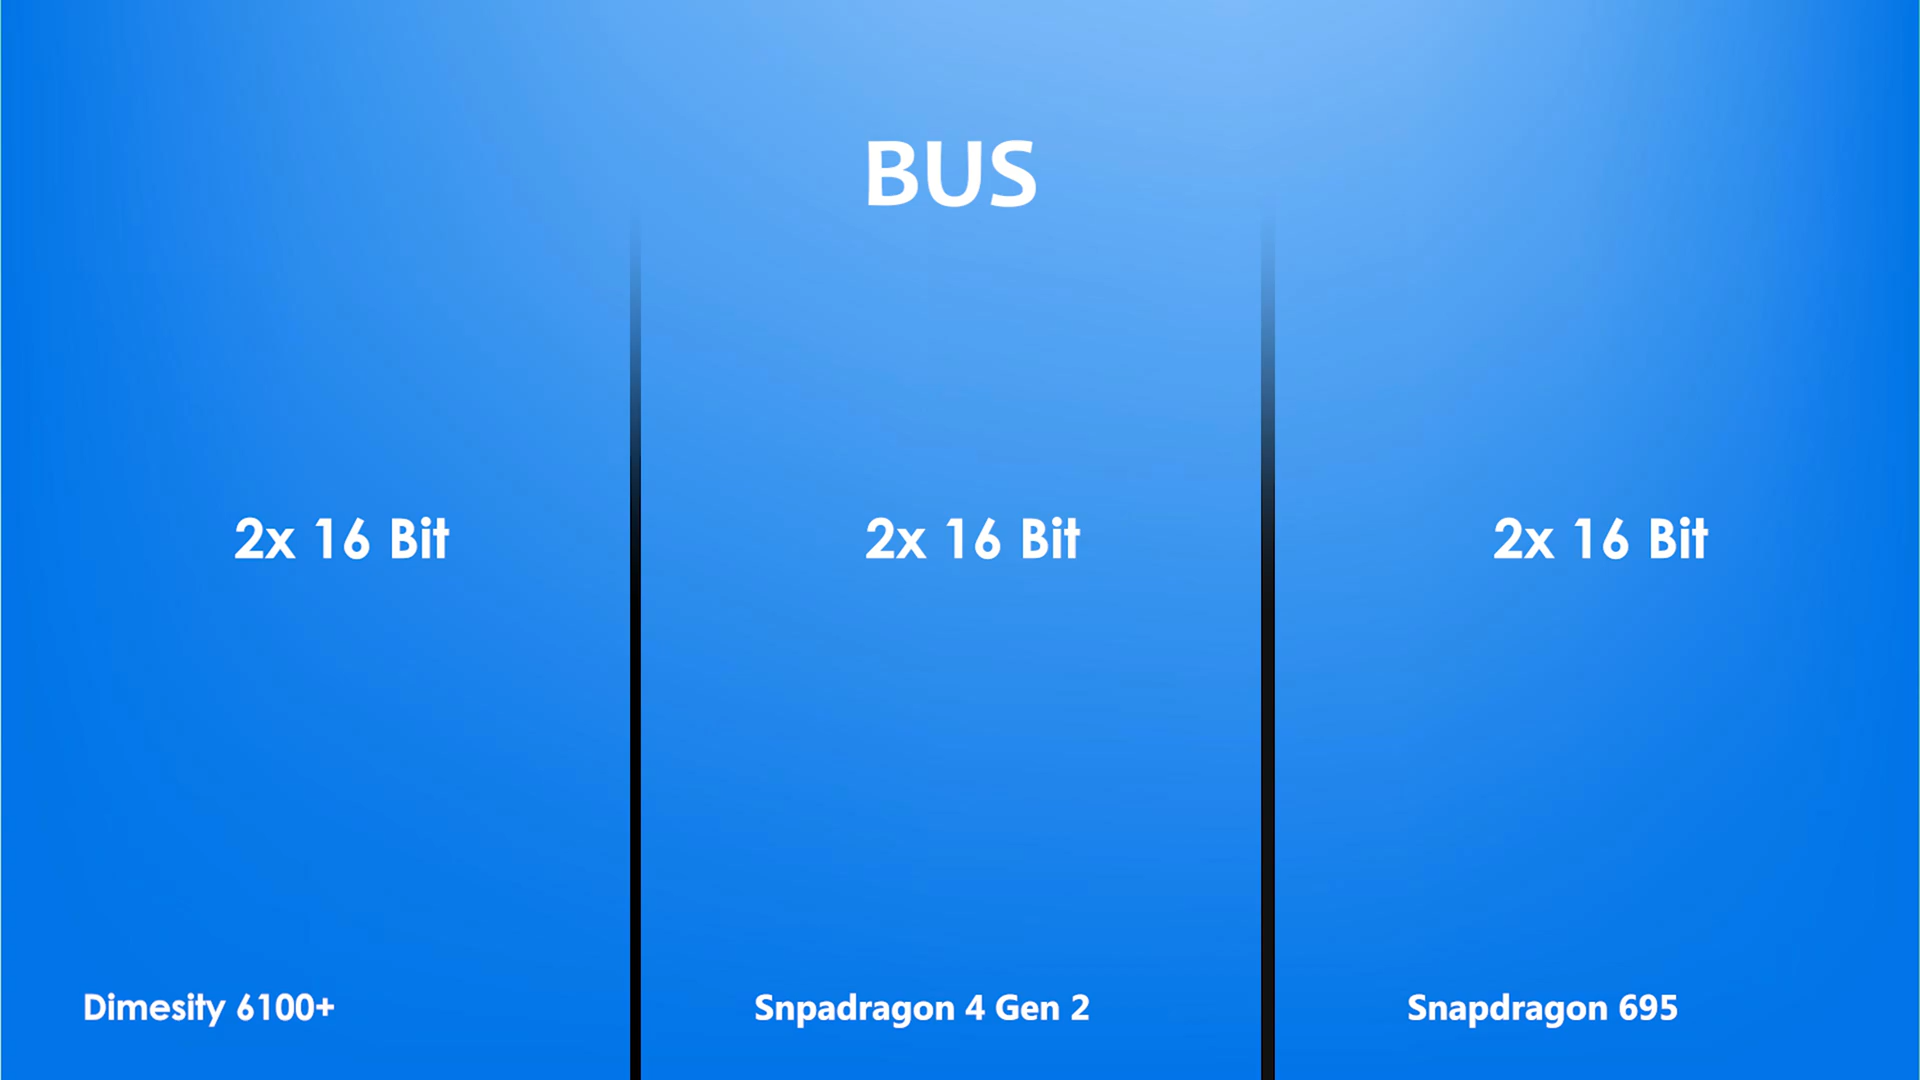 BUS
2x 16 Bit
2x 16 Bit
2x 16 Bit
Dimesity 6100+
Snpadragon 4 Gen 2
Snapdragon 695